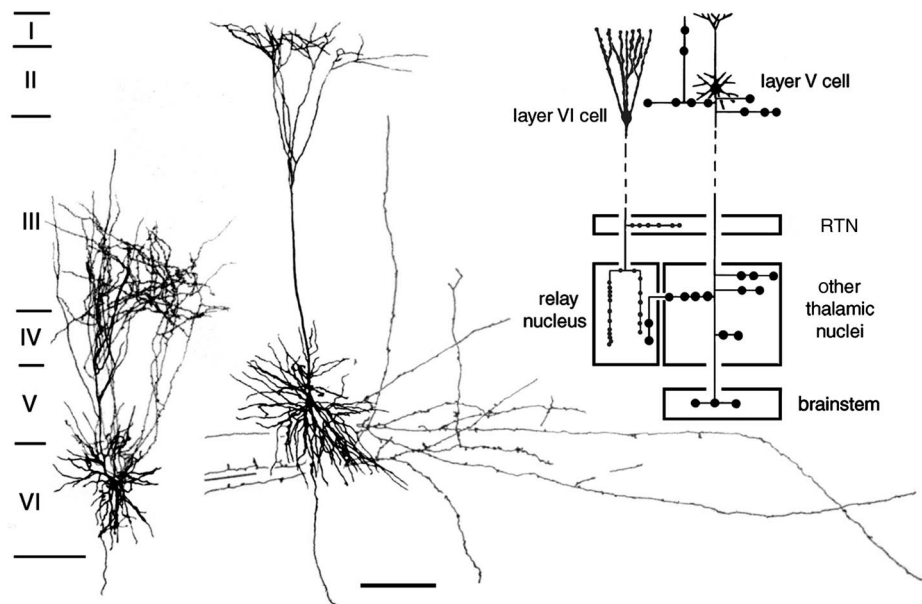 I
II
III
IV
V
VI
layer VI cell
layer V cell
RTN
relay
nucleus
other
thalamic
nuclei
brainstem